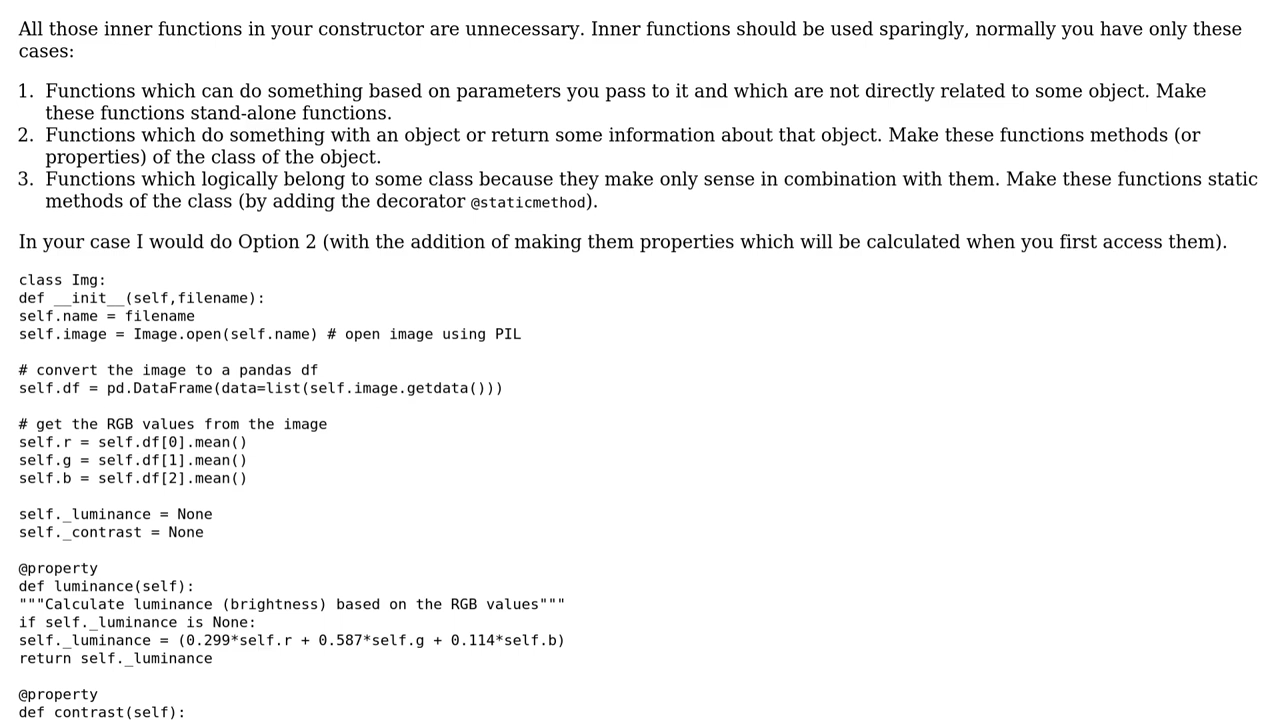 All those inner functions in your constructor are unnecessary. Inner functions should be used sparingly, normally you have only these
cases:
1. Functions which can do something based on parameters you pass to it and which are not directly related to some object. Make
these functions stand-alone functions.
2. Functions which do something with an object or return some information about that object. Make these functions methods (or
properties) of the class of the object.
3. Functions which logically belong to some class because they make only sense in combination with them. Make these functions static
methods of the class (by adding the decorator @staticmethod).
In your case I would do Option 2 (with the addition of making them properties which will be calculated when you first access them).
class Img:
def __init__(self,filename):
self.name = filename
self.image = Image.open(self.name) # open image using PIL
# convert the image to a pandas df
self.df = pd.DataFrame(data=list(self.image.getdata()))
# get the RGB values from the image
self.r = self.df[0].mean()
self.g = self.df[1].mean()
self.b = self.df[2].mean()
self._luminance = None
self._contrast = None
@property
def luminance(self):
"""Calculate luminance (brightness) based on the RGB values"""
if self._luminance is None:
self._luminance = (0.299*self.r + 0.587*self.g + 0.114*self.b)
return self._luminance
@property
def contrast(self):